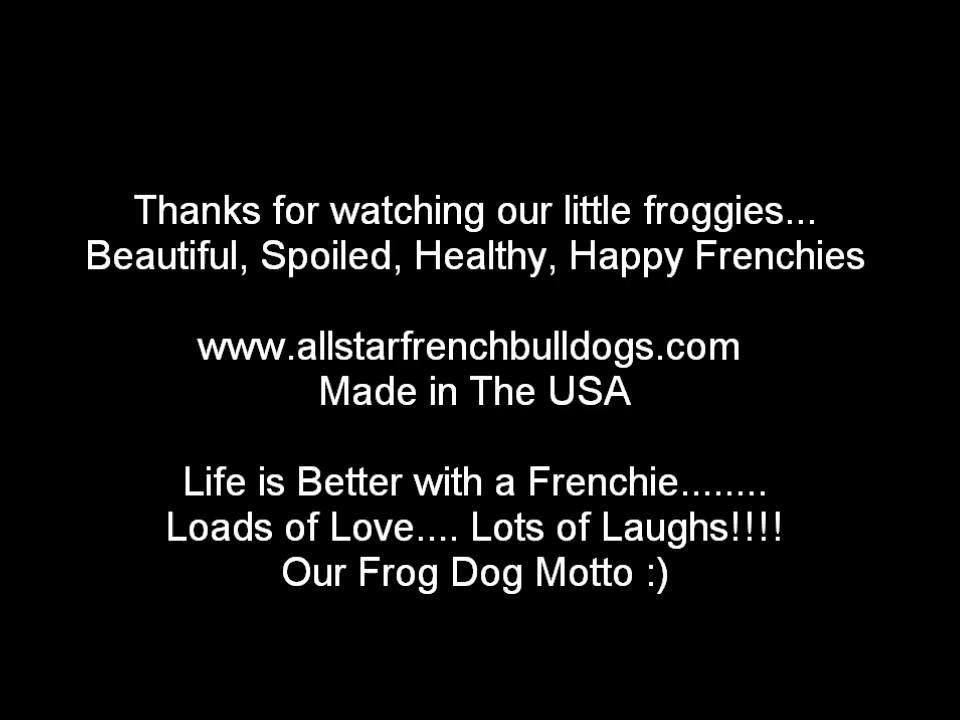 Thanks for watching our little froggies...
Beautiful, Spoiled, Healthy, Happy Frenchies
www.allstarfrenchbulldogs.com
Made in The USA
Life is Better with a Frenchie........
Loads of Love.... Lots of Laughs!!!!
Our Frog Dog Motto :)